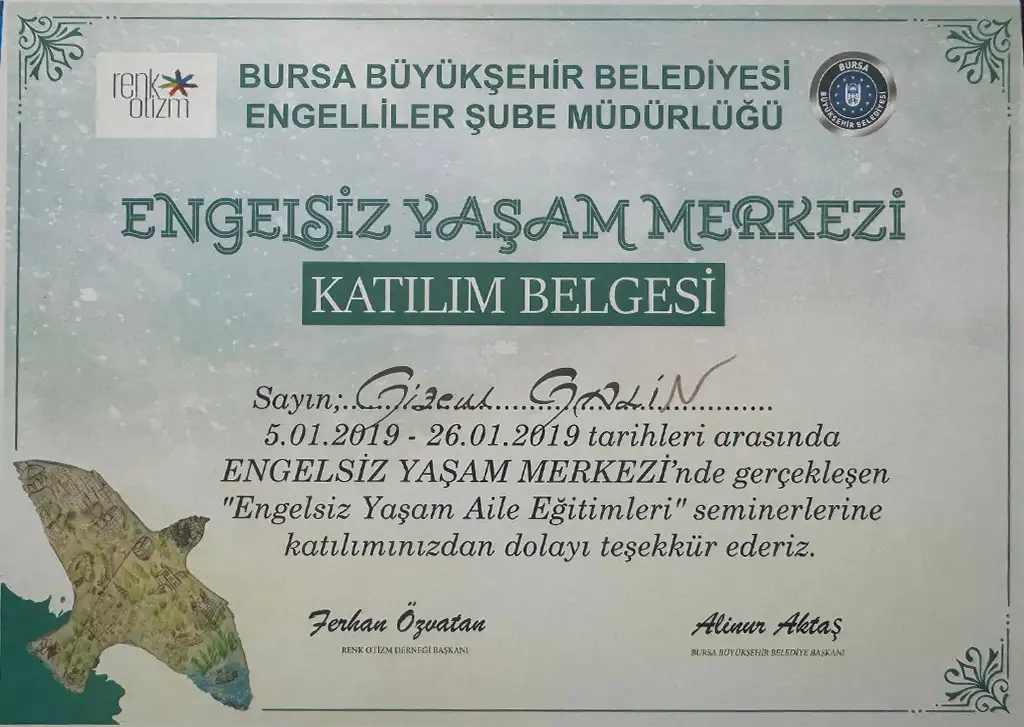 renk
otizm
BURSA BÜYÜKŞEHİR BELEDİYESİ
ENGELLİLER ŞUBE MÜDÜRLÜĞÜ
BURSA
BÜYÜKŞEHİR BELEDİYESİ
ENGELSİZ YAŞAM MERKEZİ
KATILIM BELGESİ
Sayın;..Gizem........
5.01.2019 - 26.01.2019 tarihleri arasında
ENGELSİZ YAŞAM MERKEZİ'nde gerçekleşen
"Engelsiz Yaşam Aile Eğitimleri" seminerlerine
katılımınızdan dolayı teşekkür ederiz.
Ferhan Özvatan
RENK OTİZM DERNEĞİ BAŞKANI
Alinur Aktaş
BURSA BÜYÜKŞEHİR BELEDİYE BAŞKANI